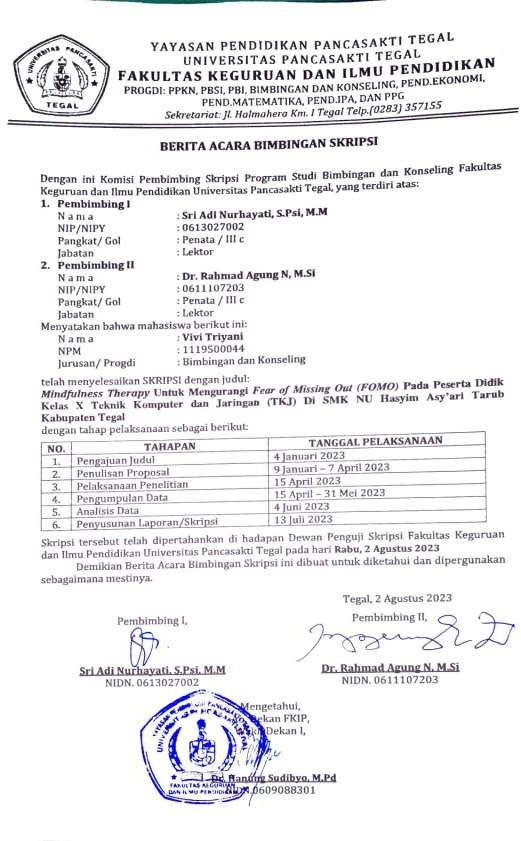 YAYASAN PENDIDIKAN PANCASAKTI TEGAL
UNIVERSITAS PANCASAKTI TEGAL
FAKULTAS KEGURUAN DAN ILMU PENDIDIKAN
PROGDI: PPKN, PBSI, PBI, BIMBINGAN DAN KONSELING, PEND.EKONOMI,
PEND.MATEMATIKA, PEND.IPA, DAN PPG
Sekretariat: Jl. Halmahera Km. I Tegal Telp.(0283) 357155
UNIVERSITAS PANCASAKTI
TEGAL
BERITA ACARA BIMBINGAN SKRIPSI
Dengan ini Komisi Pembimbing Skripsi Program Studi Bimbingan dan Konseling Fakultas
Keguruan dan Ilmu Pendidikan Universitas Pancasakti Tegal, yang terdiri atas:
1. Pembimbing I
N a m a : Sri Adi Nurhayati, S.Psi, M.M
NIP/NIPY : 0613027002
Pangkat/ Gol : Penata / III c
Jabatan : Lektor
2. Pembimbing II
N a m a : Dr. Rahmad Agung N, M.Si
NIP/NIPY : 0611107203
Pangkat/ Gol : Penata / III c
Jabatan : Lektor
Menyatakan bahwa mahasiswa berikut ini:
N a m a : Vivi Triyani
NPM : 1119500044
Jurusan/ Progdi : Bimbingan dan Konseling
telah menyelesaikan SKRIPSI dengan judul:
Mindfulness Therapy Untuk Mengurangi Fear of Missing Out (FOMO) Pada Peserta Didik
Kelas X Teknik Komputer dan Jaringan (TKJ) Di SMK NU Hasyim Asy'ari Tarub
Kabupaten Tegal
dengan tahap pelaksanaan sebagai berikut:
NO. TAHAPAN TANGGAL PELAKSANAAN
1. Pengajuan Judul 4 Januari 2023
2. Penulisan Proposal 9 Januari – 7 April 2023
3. Pelaksanaan Penelitian 15 April 2023
4. Pengumpulan Data 15 April – 31 Mei 2023
5. Analisis Data 4 Juni 2023
6. Penyusunan Laporan/Skripsi 13 Juli 2023
Skripsi tersebut telah dipertahankan di hadapan Dewan Penguji Skripsi Fakultas Keguruan
dan Ilmu Pendidikan Universitas Pancasakti Tegal pada hari Rabu, 2 Agustus 2023
Demikian Berita Acara Bimbingan Skripsi ini dibuat untuk diketahui dan dipergunakan
sebagaimana mestinya.
Tegal, 2 Agustus 2023
Pembimbing I, Pembimbing II,
Sri Adi Nurhayati, S.Psi, M.M Dr. Rahmad Agung N. M.Si
NIDN. 0613027002 NIDN. 0611107203
Mengetahui,
Dekan FKIP,
Dekan I,
Dr. Hanung Sudibyo, M.Pd
NIDN.0609088301
FAKULTAS KEGURUAN
DAN ILMU PENDIDIKAN